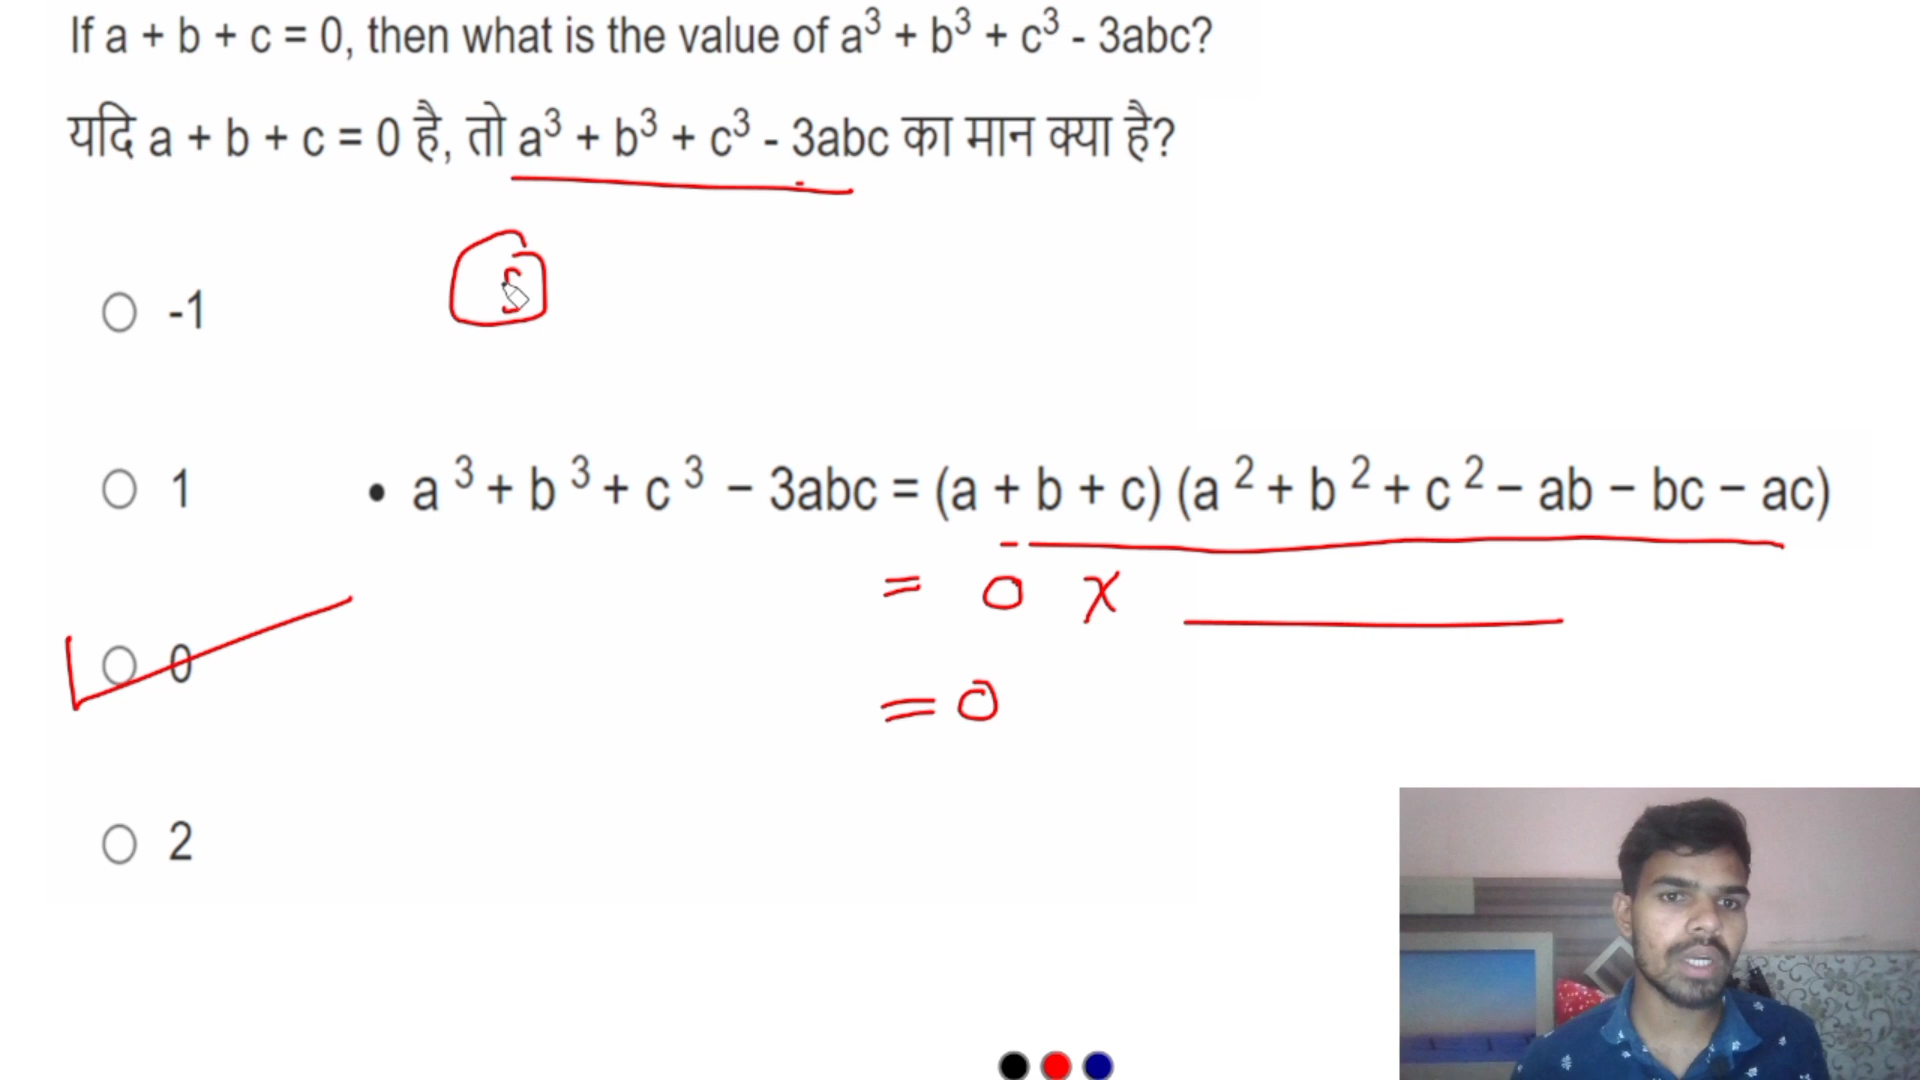 If a + b + c = 0, then what is the value of a³ + b³ + c³ - 3abc?
यदि a + b + c = 0 है, तो a³ + b³ + c³ - 3abc का मान क्या है?
-1
1
• a³ + b³ + c³ − 3abc = (a + b + c) (a² + b² + c² − ab − bc − ac)
= 0 x
0
= 0
2